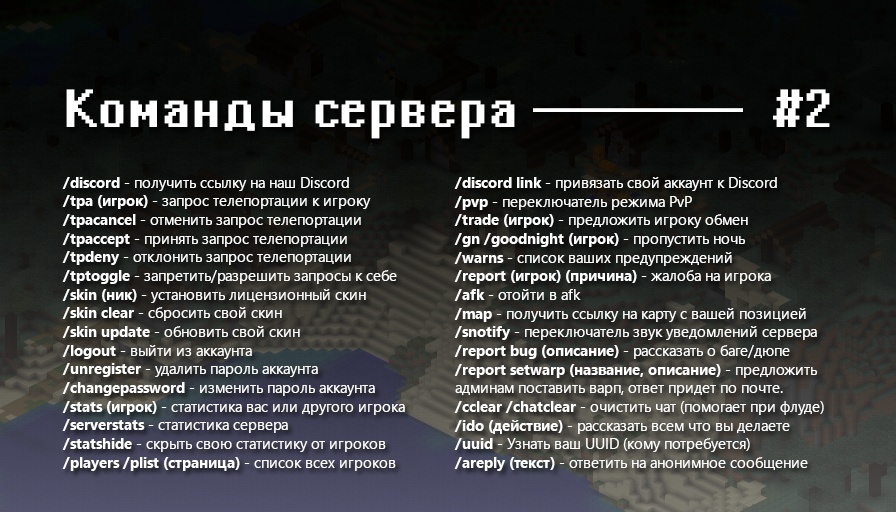 Команды сервера
#2
/discord - получить ссылку на наш Discord
/tpa (игрок) - запрос телепортации к игроку
/tpacancel - отменить запрос телепортации
/tpaccept - принять запрос телепортации
/tpdeny - отклонить запрос телепортации
/tptoggle - запретить/разрешить запросы к себе
/skin (ник) - установить лицензионный скин
/skin clear - сбросить свой скин
/skin update - обновить свой скин
/logout - выйти из аккаунта
/unregister - удалить пароль аккаунта
/changepassword - изменить пароль аккаунта
/stats (игрок) - статистика вас или другого игрока
/serverstats - статистика сервера
/statshide - скрыть свою статистику от игроков
/players /plist (страница) - список всех игроков
/discord link - привязать свой аккаунт к Discord
/pvp - переключатель режима PvP
/trade (игрок) - предложить игроку обмен
/gn /goodnight (игрок) - пропустить ночь
/warns - список ваших предупреждений
/report (игрок) (причина) - жалоба на игрока
/afk - отойти в afk
/map - получить ссылку на карту с вашей позицией
/snotify - переключатель звук уведомлений сервера
/report bug (описание) - рассказать о баге/дюпе
/report setwarp (название, описание) - предложить
админам поставить варп, ответ придет по почте.
/cclear /chatclear - очистить чат (помогает при флуде)
/ido (действие) - рассказать всем что вы делаете
/uuid - Узнать ваш UUID (кому потребуется)
/areply (текст) - ответить на анонимное сообщение